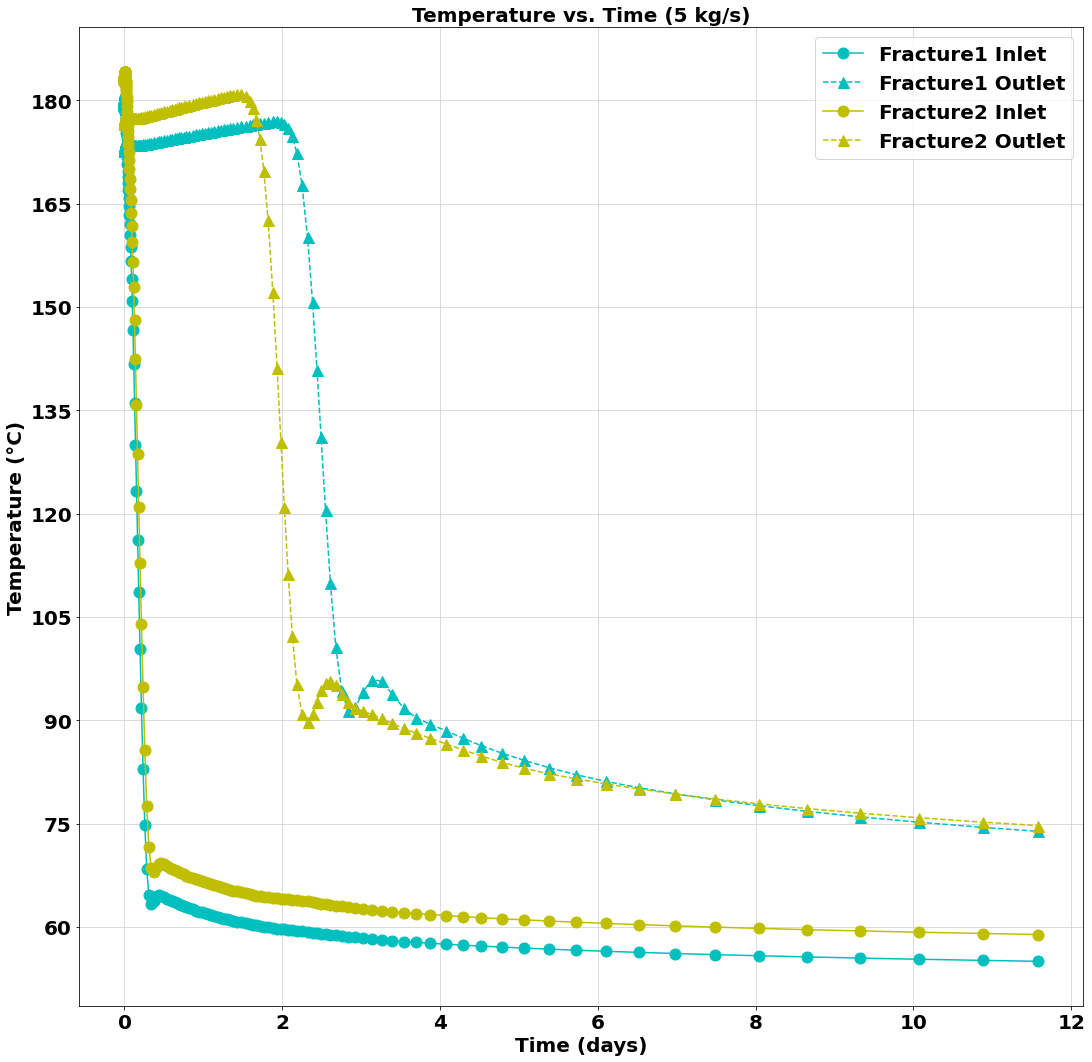 Temperature vs. Time (5 kg/s)
Fracture1 Inlet
Fracture1 Outlet
Fracture2 Inlet
Fracture2 Outlet
Temperature (°C)
180
165
150
135
120
105
90
75
60
0 2 4 6 8 10 12
Time (days)